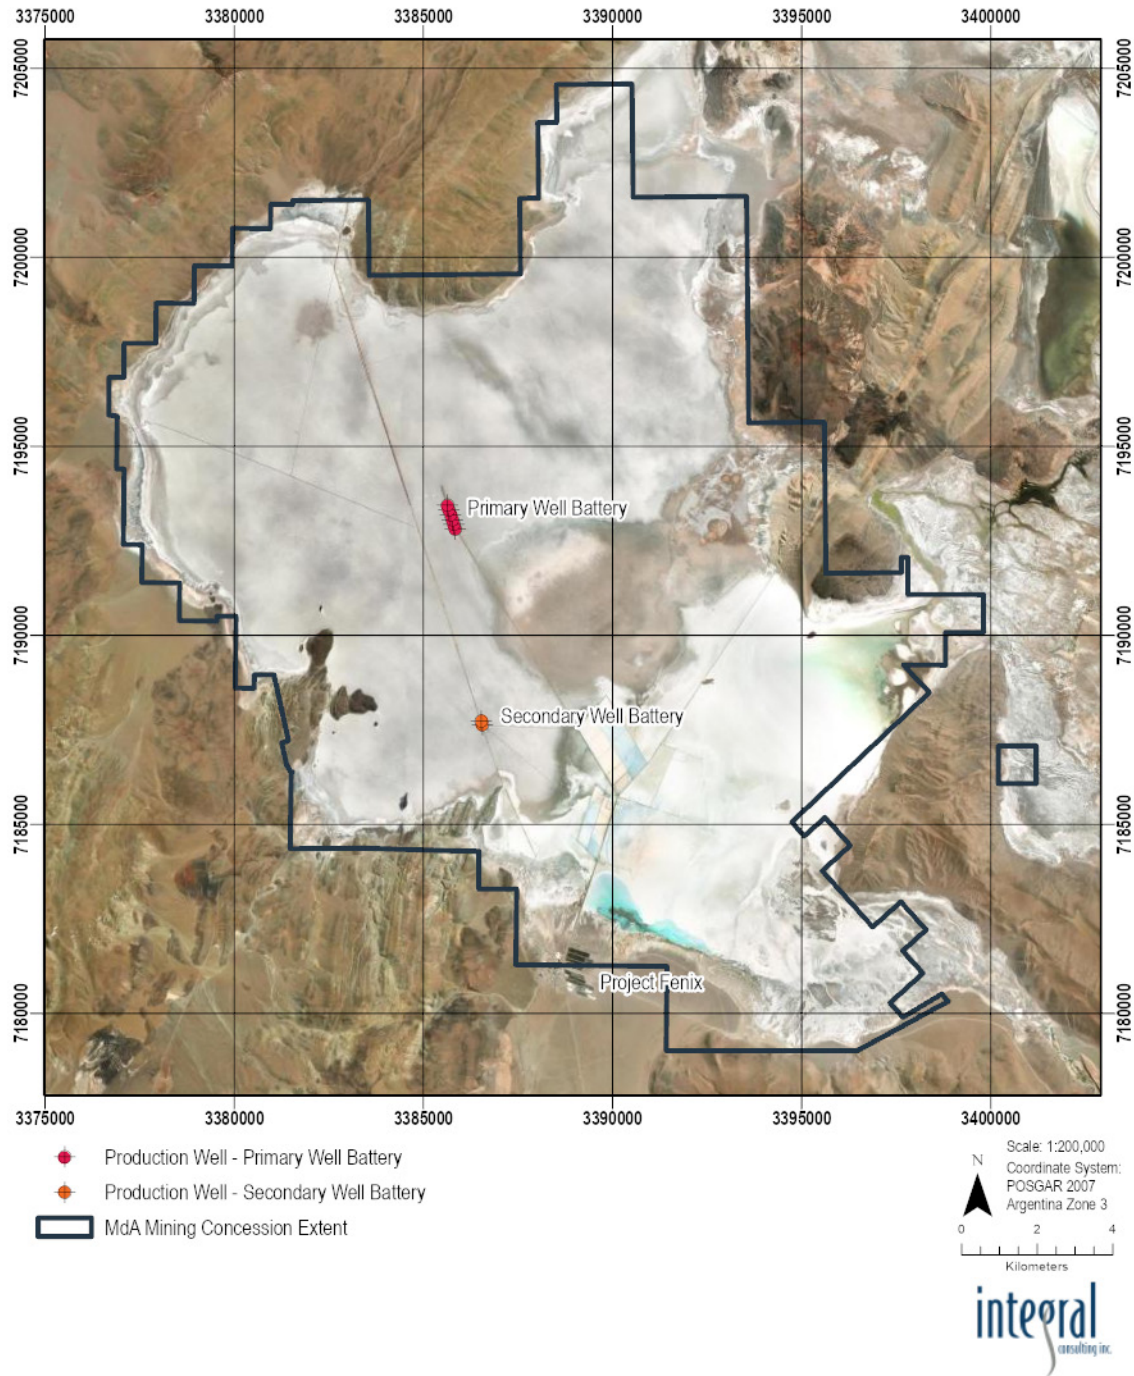 3375000 3380000 3385000 3390000 3395000 3400000
7205000 7205000
7200000 7200000
7195000 7195000
Primary Well Battery
7190000 7190000
Secondary Well Battery
7185000 7185000
Project Fenix
7180000 7180000
3375000 3380000 3385000 3390000 3395000 3400000
Production Well - Primary Well Battery
Production Well - Secondary Well Battery
MdA Mining Concession Extent
N
Scale: 1:200,000
Coordinate System:
POSGAR 2007
Argentina Zone 3
0 2 4
Kilometers
integral
consulting inc.